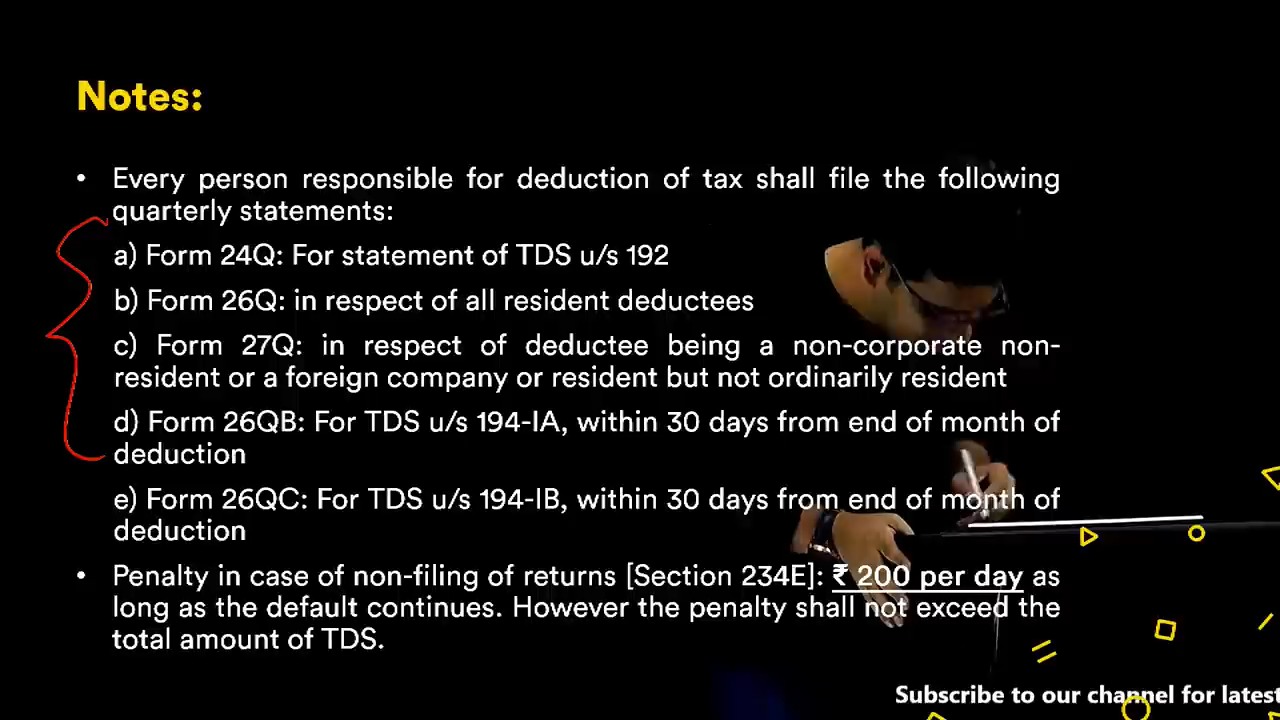 Notes:
• Every person responsible for deduction of tax shall file the following
quarterly statements:
a) Form 24Q: For statement of TDS u/s 192
b) Form 26Q: in respect of all resident deductees
c) Form 27Q: in respect of deductee being a non-corporate non-
resident or a foreign company or resident but not ordinarily resident
d) Form 26QB: For TDS u/s 194-IA, within 30 days from end of month of
deduction
e) Form 26QC: For TDS u/s 194-IB, within 30 days from end of month of
deduction
• Penalty in case of non-filing of returns [Section 234E]: ₹ 200 per day as
long as the default continues. However the penalty shall not exceed the
total amount of TDS.
Subscribe to our channel for latest